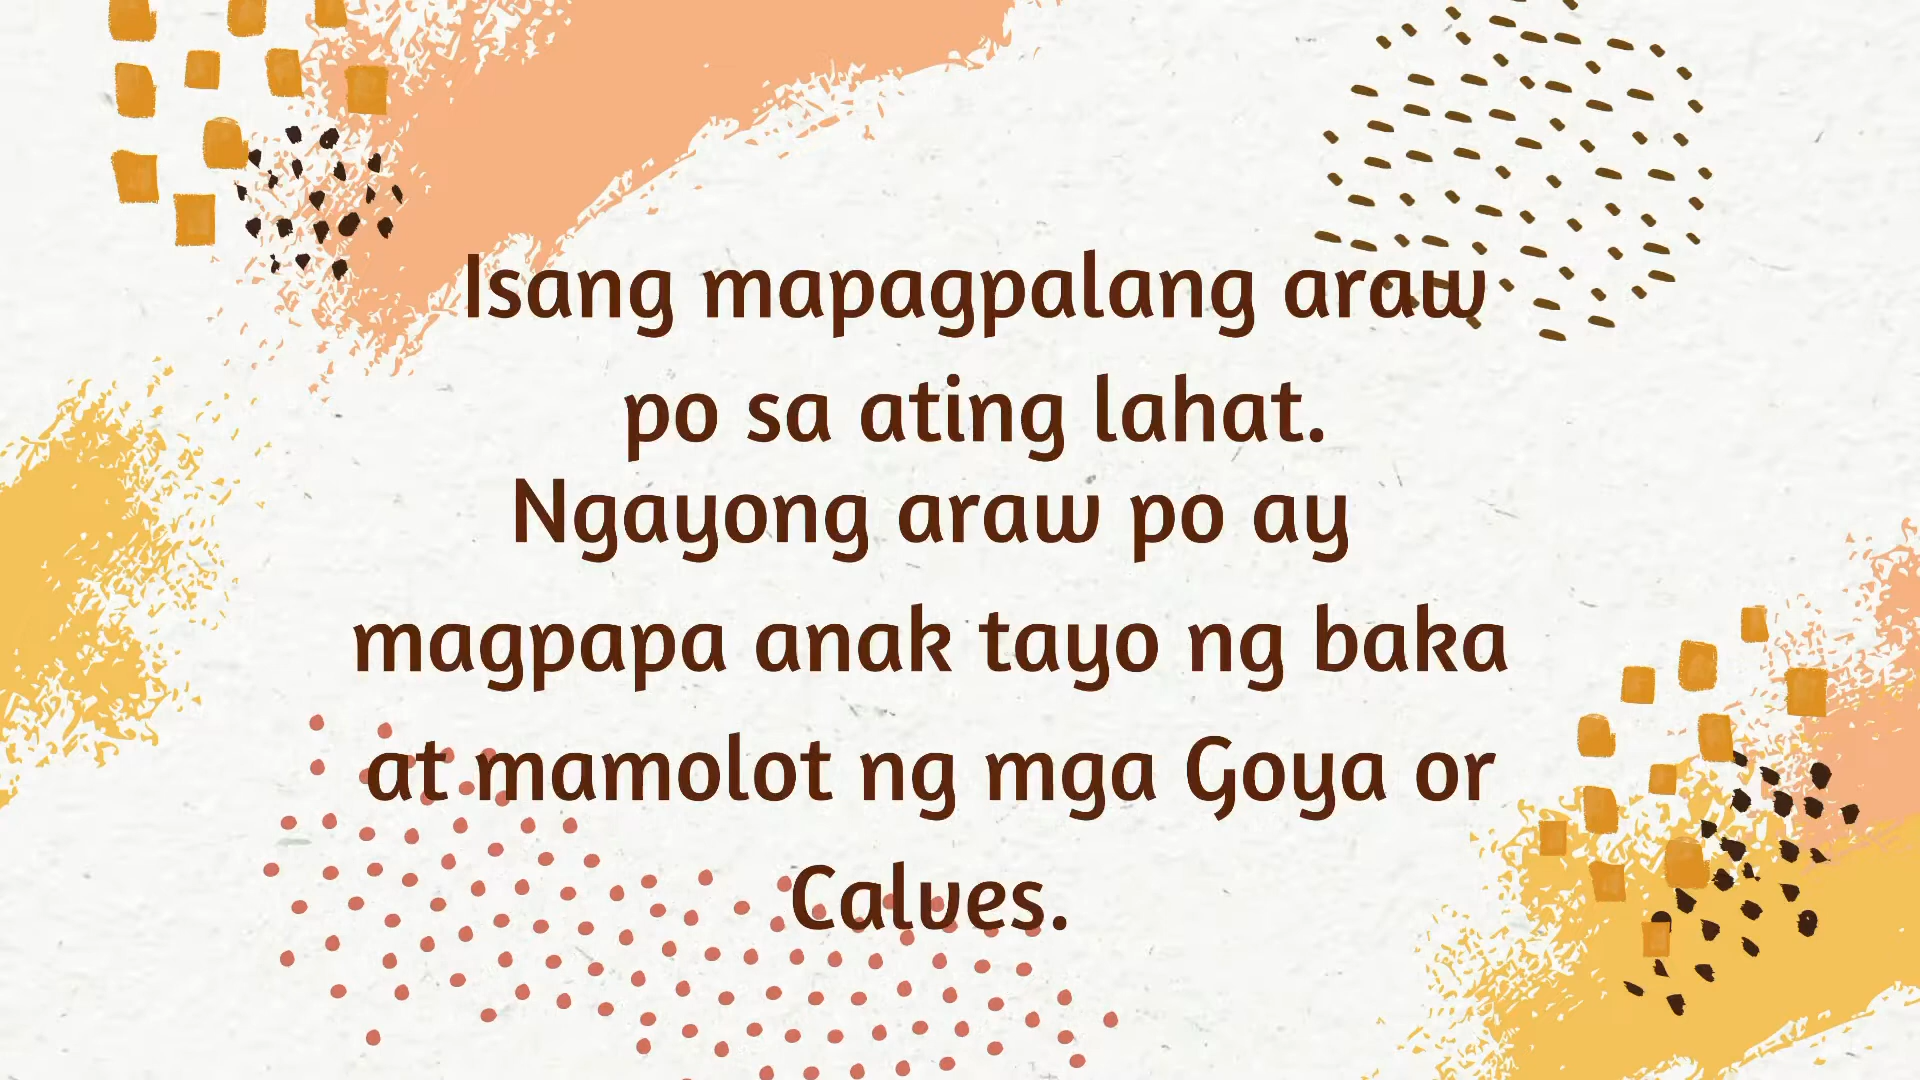 Isang mapagpalang araw
po sa ating lahat.
Ngayong araw po ay
magpapa anak tayo ng baka
at mamolot ng mga Goya or
Calves.